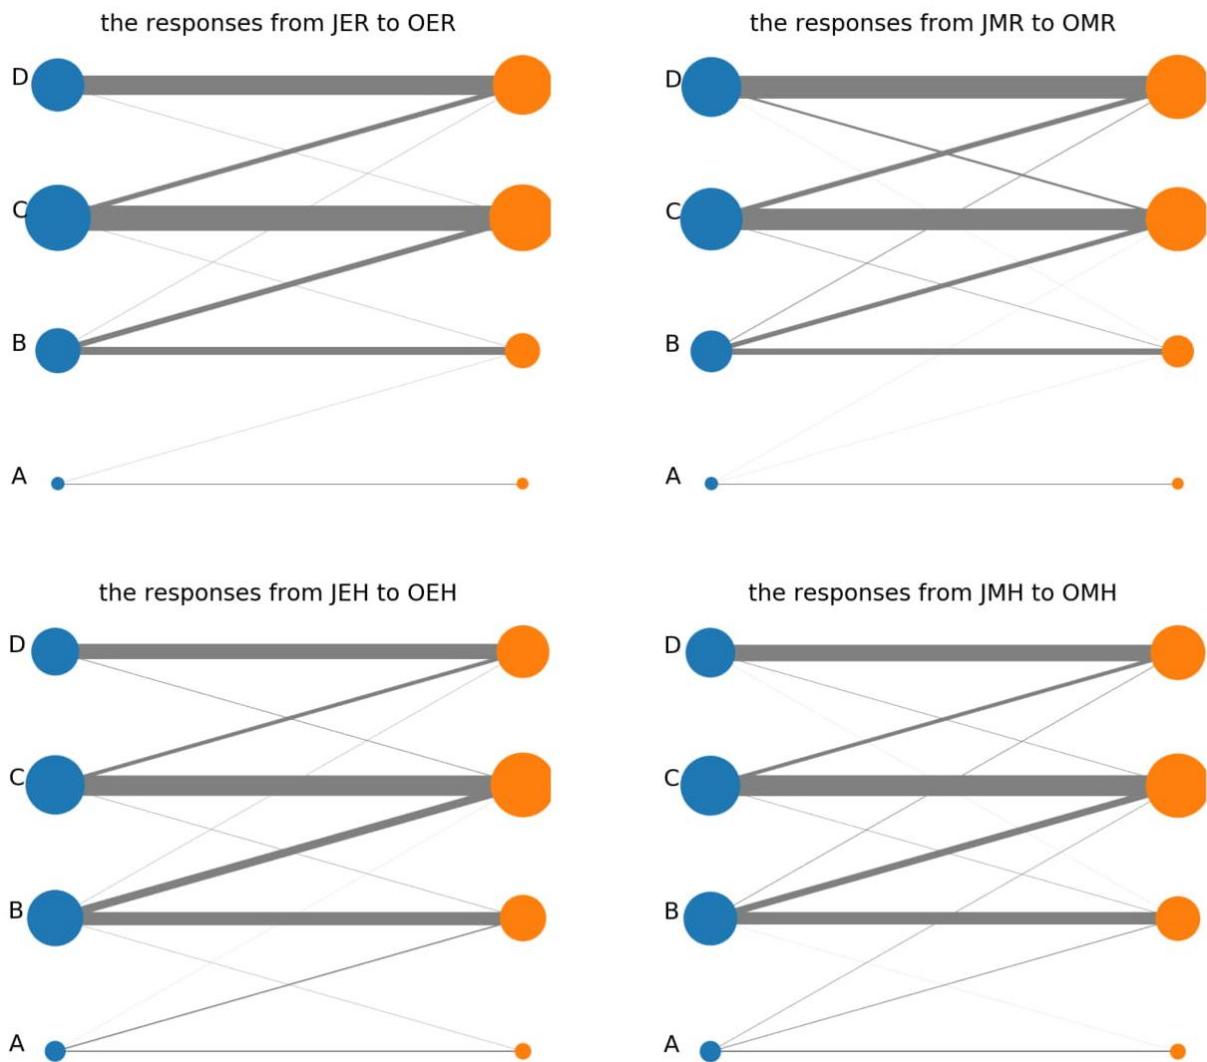 the responses from JER to OER
D
C
B
A
the responses from JMR to OMR
D
C
B
A
the responses from JEH to OEH
D
C
B
A
the responses from JMH to OMH
D
C
B
A